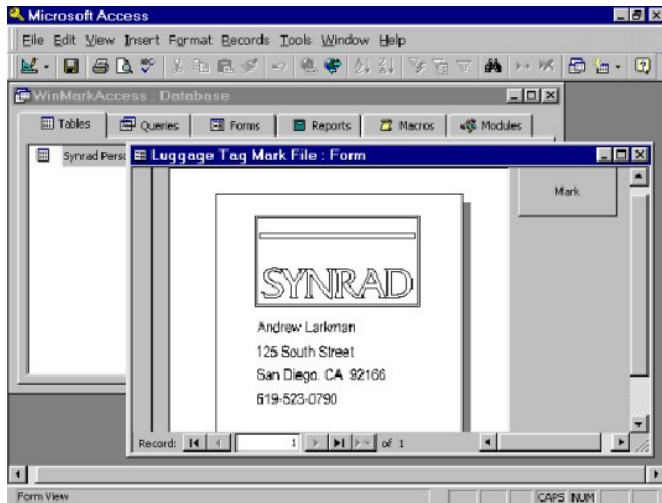 Microsoft Access
File Edit View Insert Format Records Tools Window Help
WinMarkAccess : Database
Tables Queries Forms Reports Macros Modules
Synrad Perso
Luggage Tag Mark File : Form
Mark
SYNRAD
Andrew Larkman
125 South Street
San Diego, CA 92166
619-523-0790
Record: 1 of 1
Form View CAPS NUM